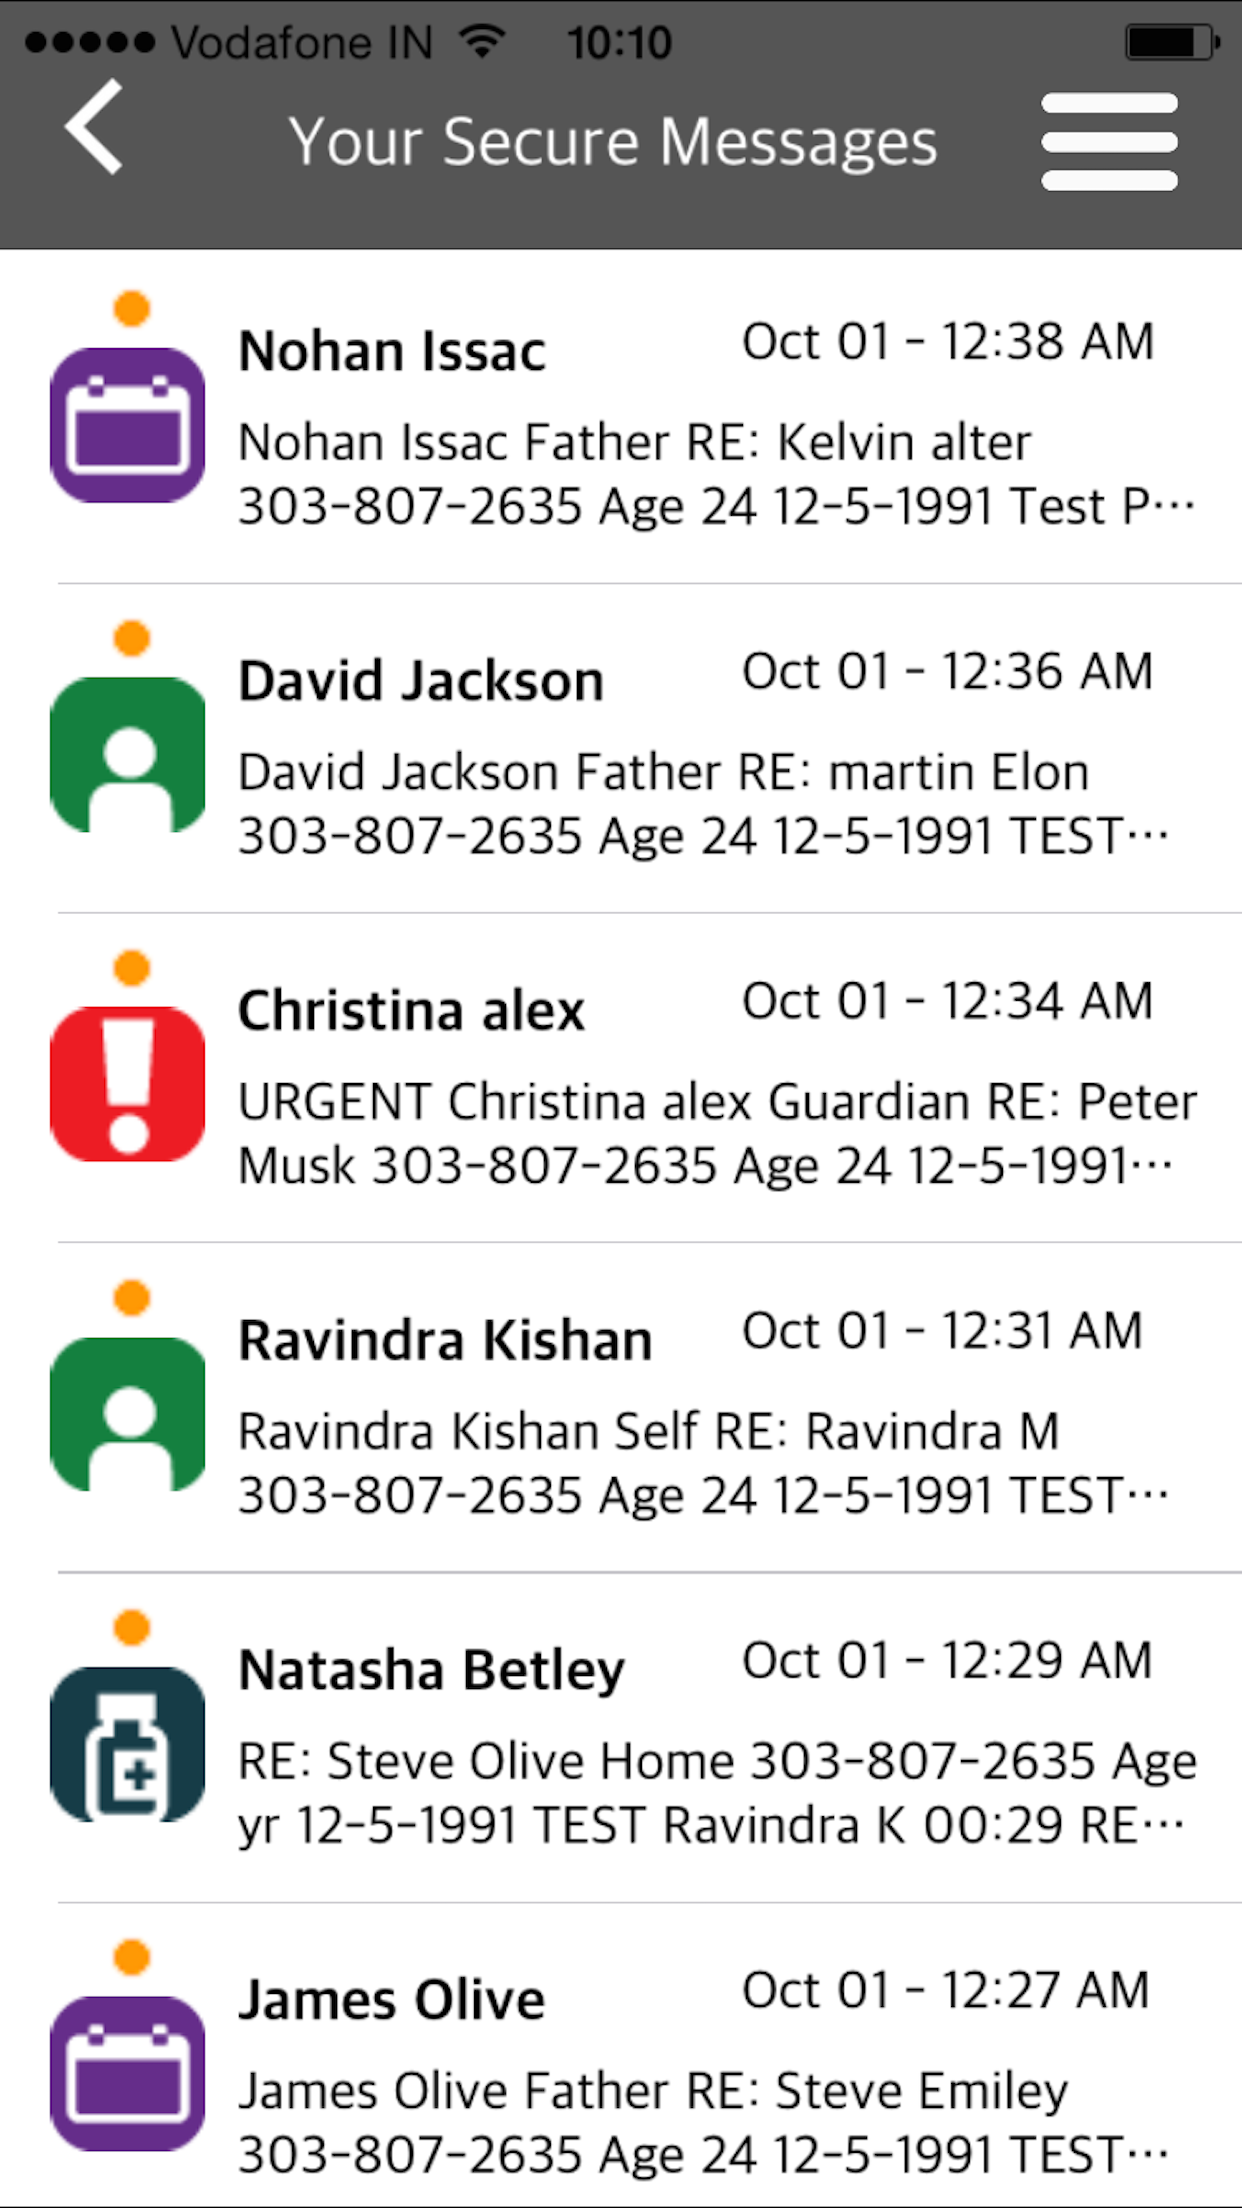 Vodafone IN 10:10
Your Secure Messages
Nohan Issac Oct 01 - 12:38 AM
Nohan Issac Father RE: Kelvin alter
303-807-2635 Age 24 12-5-1991 Test P···
David Jackson Oct 01 - 12:36 AM
David Jackson Father RE: martin Elon
303-807-2635 Age 24 12-5-1991 TEST···
Christina alex Oct 01 - 12:34 AM
URGENT Christina alex Guardian RE: Peter
Musk 303-807-2635 Age 24 12-5-1991···
Ravindra Kishan Oct 01 - 12:31 AM
Ravindra Kishan Self RE: Ravindra M
303-807-2635 Age 24 12-5-1991 TEST···
Natasha Betley Oct 01 - 12:29 AM
RE: Steve Olive Home 303-807-2635 Age
yr 12-5-1991 TEST Ravindra K 00:29 RE···
James Olive Oct 01 - 12:27 AM
James Olive Father RE: Steve Emiley
303-807-2635 Age 24 12-5-1991 TEST···